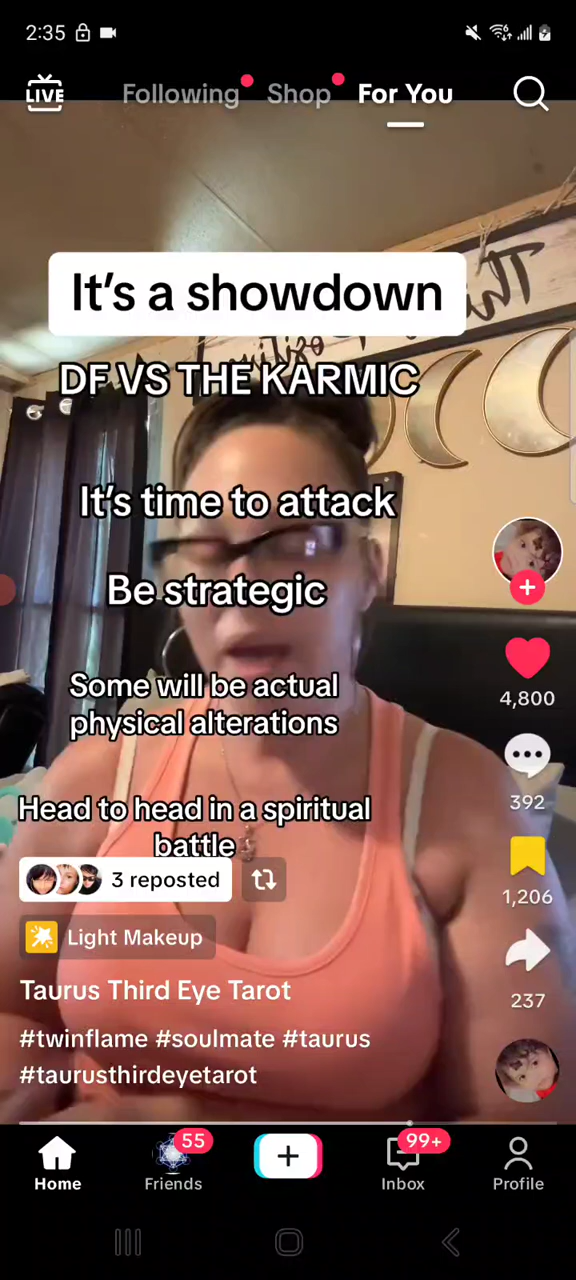 2:35
LIVE
Following Shop For You
It's a showdown
DF VS THE KARMIC
It's time to attack
Be strategic
Some will be actual
physical alterations
Head to head in a spiritual
battle
3 reposted
Light Makeup
Taurus Third Eye Tarot
#twinflame #soulmate #taurus
#taurusthirdeyetarot
4,800
392
1,206
237
55
99+
Home Friends Inbox Profile